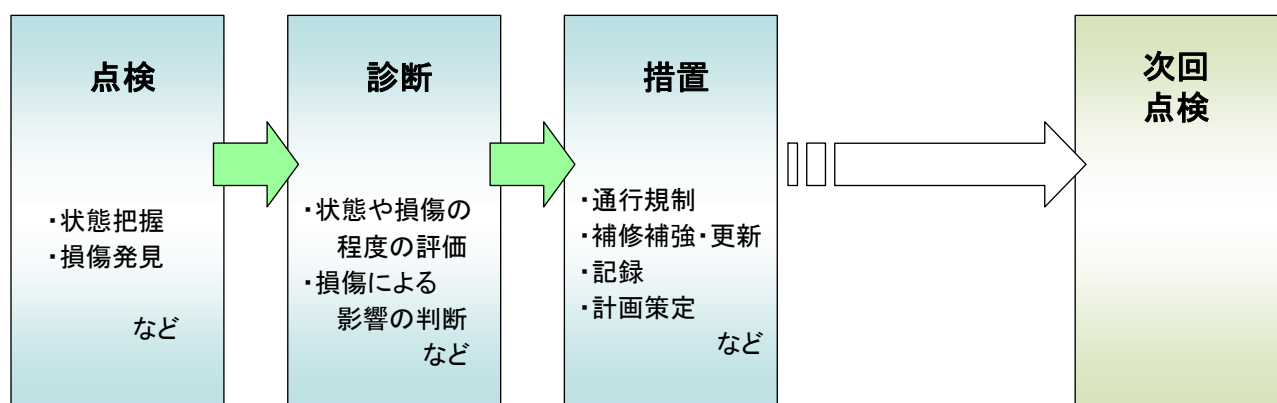 点検
・状態把握
・損傷発見
など
診断
・状態や損傷の
程度の評価
・損傷による
影響の判断
など
措置
・通行規制
・補修補強・更新
・記録
・計画策定
など
次回
点検